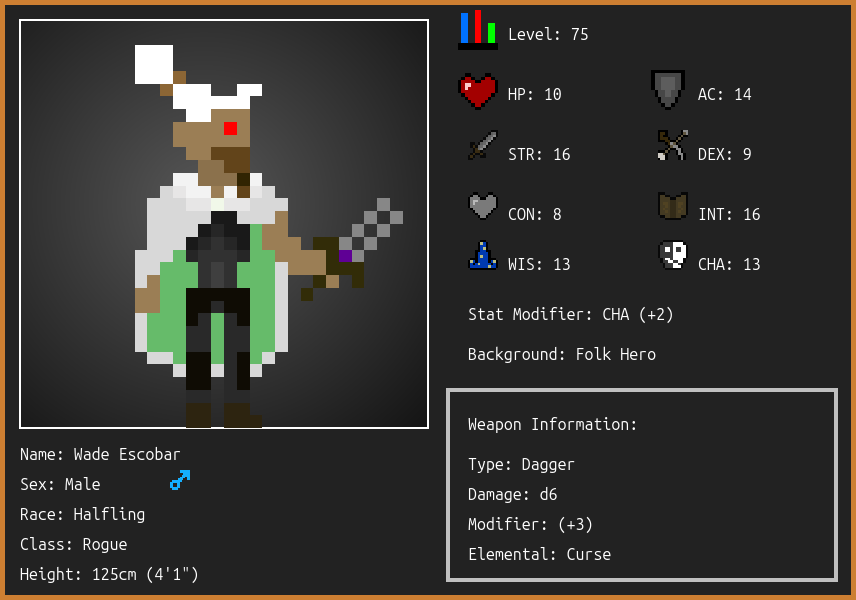 Level: 75
HP: 10
AC: 14
STR: 16
DEX: 9
CON: 8
INT: 16
WIS: 13
CHA: 13
Stat Modifier: CHA (+2)
Background: Folk Hero
Weapon Information:
Type: Dagger
Damage: d6
Modifier: (+3)
Elemental: Curse
Name: Wade Escobar
Sex: Male
Race: Halfling
Class: Rogue
Height: 125cm (4'1")